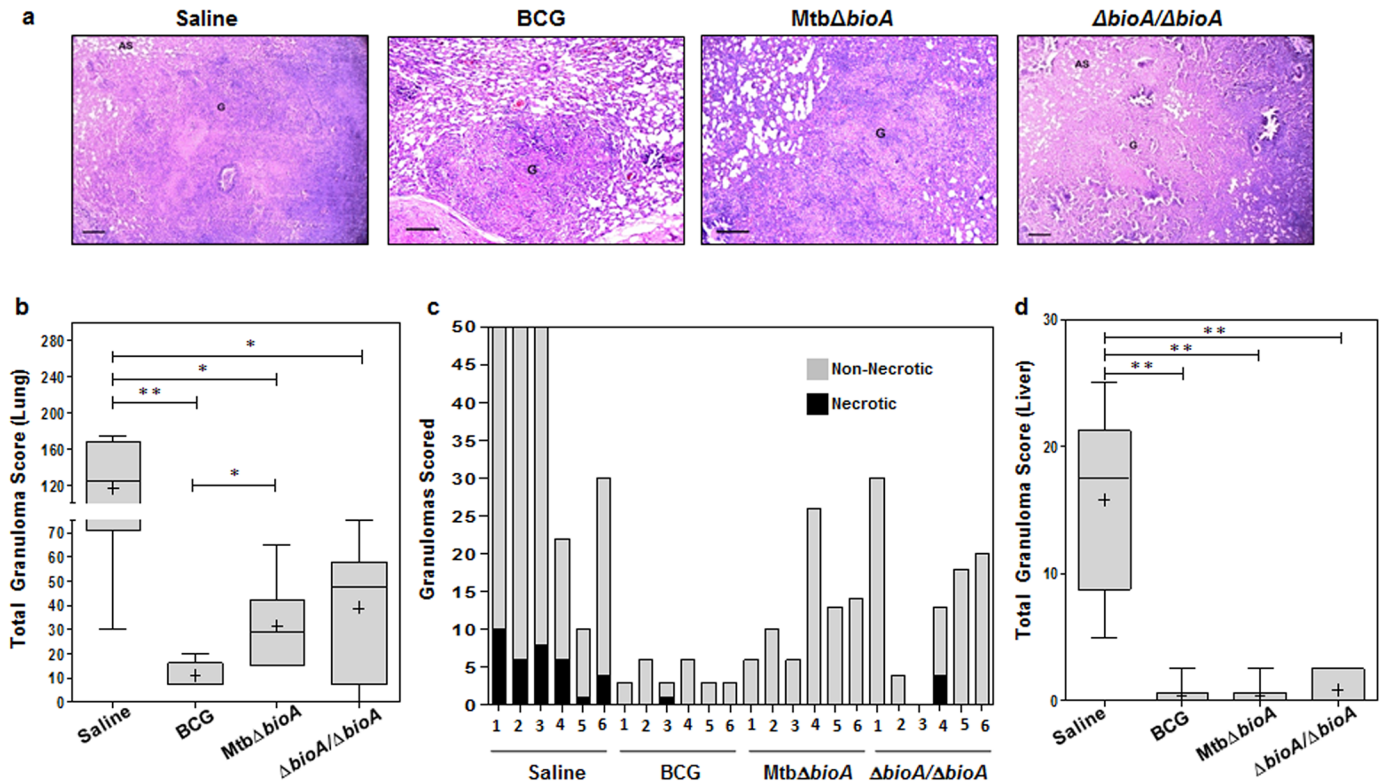 a
Saline
BCG
MtbΔbioA
ΔbioA/ΔbioA
AS
G
G
G
AS
G
b
Total Granuloma Score (Lung)
280
240
200
160
120
70
60
50
40
30
20
10
0
*
*
**
*
Saline
BCG
MtbΔbioA
ΔbioA/ΔbioA
c
Granulomas Scored
50
45
40
35
30
25
20
15
10
5
0
Non-Necrotic
Necrotic
1 2 3 4 5 6 1 2 3 4 5 6 1 2 3 4 5 6 1 2 3 4 5 6
Saline BCG MtbΔbioA ΔbioA/ΔbioA
d
Total Granuloma Score (Liver)
30
20
10
0
**
**
**
Saline
BCG
MtbΔbioA
ΔbioA/ΔbioA